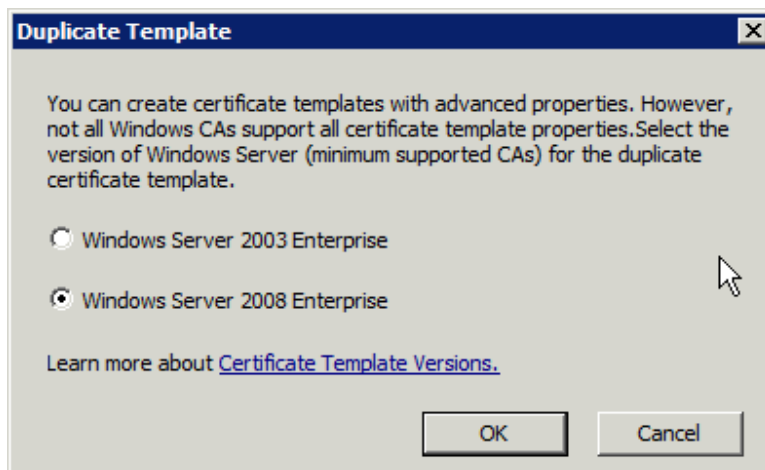 Duplicate Template
You can create certificate templates with advanced properties. However,
not all Windows CAs support all certificate template properties.Select the
version of Windows Server (minimum supported CAs) for the duplicate
certificate template.
Windows Server 2003 Enterprise
Windows Server 2008 Enterprise
Learn more about Certificate Template Versions.
OK Cancel